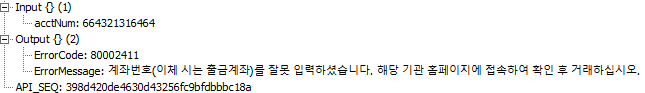 Input {} (1)
acctNum: 664321316464
Output {} (2)
ErrorCode: 80002411
ErrorMessage: 계좌번호(이체 시는 출금계좌)를 잘못 입력하셨습니다. 해당 기관 홈페이지에 접속하여 확인 후 거래하십시오.
API_SEQ: 398d420de4630d43256fc9bfdbbbc18a